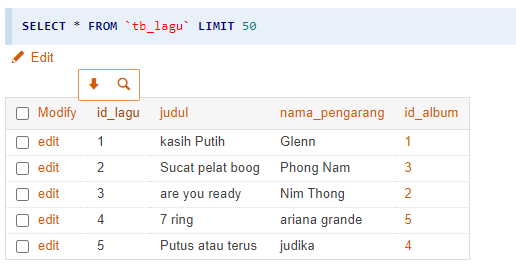 SELECT * FROM `tb_lagu` LIMIT 50
Edit
Modify id_lagu judul nama_pengarang id_album
edit 1 kasih Putih Glenn 1
edit 2 Sucat pelat boog Phong Nam 3
edit 3 are you ready Nim Thong 2
edit 4 7 ring ariana grande 5
edit 5 Putus atau terus judika 4